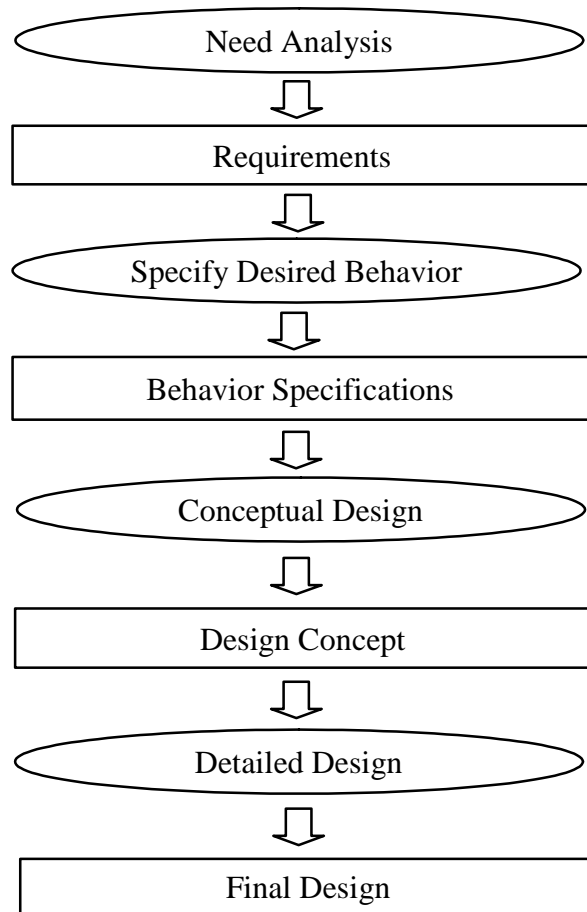 Need Analysis
Requirements
Specify Desired Behavior
Behavior Specifications
Conceptual Design
Design Concept
Detailed Design
Final Design